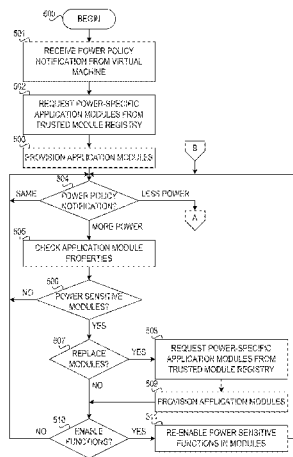 500
BEGIN
501
RECEIVE POWER POLICY
NOTIFICATION FROM VIRTUAL
MACHINE
502
REQUEST POWER-SPECIFIC
APPLICATION MODULES FROM
TRUSTED MODULE REGISTRY
503
PROVISION APPLICATION MODULES
B
504
SAME
POWER POLICY
NOTIFICATION?
LESS POWER
A
MORE POWER
505
CHECK APPLICATION MODULE
PROPERTIES
506
NO
POWER SENSITIVE
MODULES?
YES
507
REPLACE
MODULES?
YES
508
REQUEST POWER-SPECIFIC
APPLICATION MODULES FROM
TRUSTED MODULE REGISTRY
NO
509
PROVISION APPLICATION MODULES
510
NO
ENABLE
FUNCTIONS?
YES
RE-ENABLE POWER SENSITIVE
FUNCTIONS IN MODULES